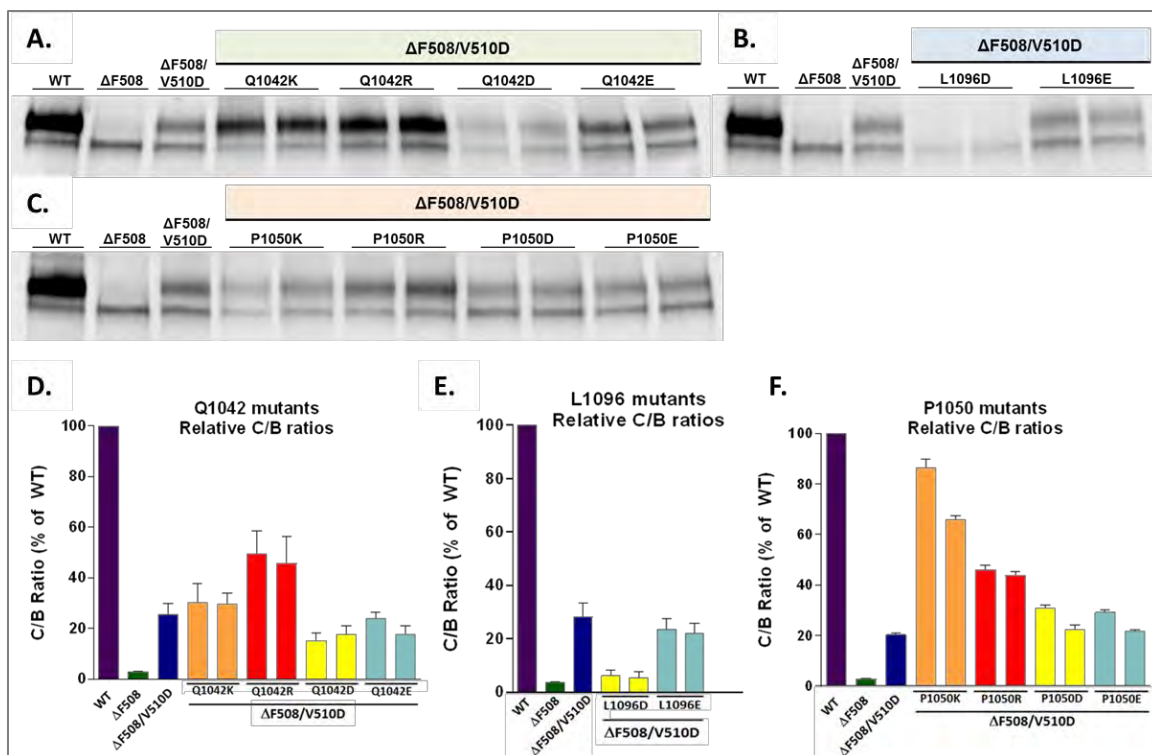 A.
ΔF508/V510D
WT ΔF508 ΔF508/
V510D Q1042K Q1042R Q1042D Q1042E
B.
ΔF508/V510D
WT ΔF508 ΔF508/
V510D L1096D L1096E
C.
ΔF508/V510D
WT ΔF508 ΔF508/
V510D P1050K P1050R P1050D P1050E
D.
Q1042 mutants
Relative C/B ratios
C/B Ratio (% of WT)
100
80
60
40
20
0
WT ΔF508 ΔF508/V510D Q1042K Q1042R Q1042D Q1042E
ΔF508/V510D
E.
L1096 mutants
Relative C/B ratios
C/B Ratio (% of WT)
100
80
60
40
20
0
WT ΔF508 ΔF508/V510D L1096D L1096E
ΔF508/V510D
F.
P1050 mutants
Relative C/B ratios
C/B Ratio (% of WT)
100
80
60
40
20
0
WT ΔF508 ΔF508/V510D P1050K P1050R P1050D P1050E
ΔF508/V510D